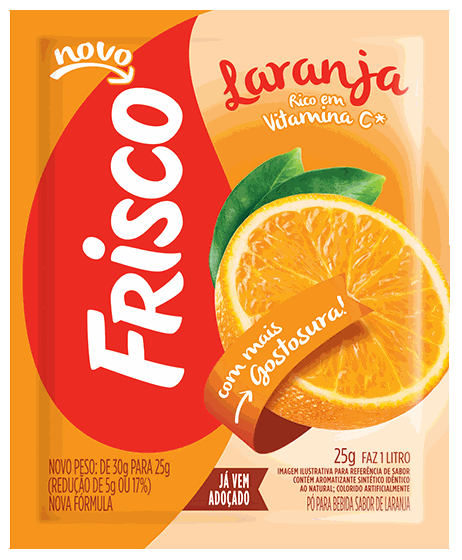 novo
FRISCO
Laranja
Rico em
Vitamina C*
com mais
Gostosura!
NOVO PESO: DE 30g PARA 25g
(REDUÇÃO DE 5g OU 17%)
NOVA FÓRMULA
JÁ VEM
ADOÇADO
25g FAZ 1 LITRO
IMAGEM ILUSTRATIVA PARA REFERÊNCIA DE SABOR
CONTÉM AROMATIZANTE SINTÉTICO IDÊNTICO
AO NATURAL; COLORIDO ARTIFICIALMENTE
PÓ PARA BEBIDA SABOR DE LARANJA